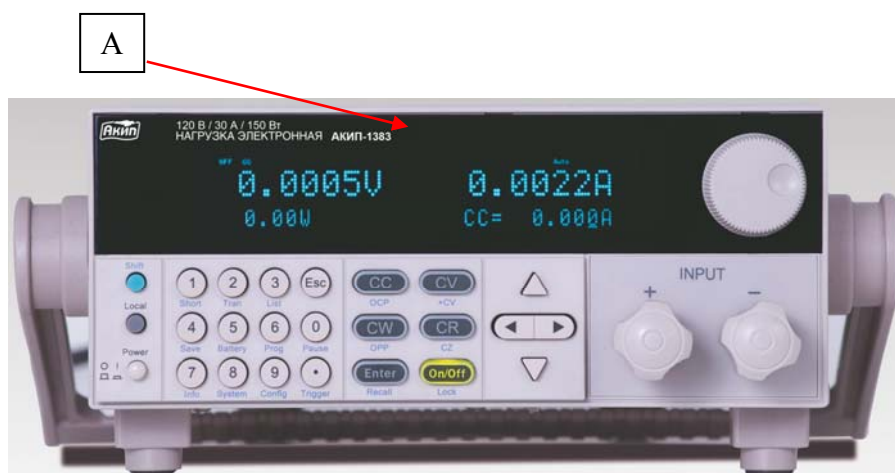 A
Акип
120 В / 30 А / 150 Вт
НАГРУЗКА ЭЛЕКТРОННАЯ АКИП-1383
OFF CC
Auto
0.0005V
0.0022A
0.00W
CC= 0.000A
Shift
Local
Power
O I
1 2 3 Esc
Short Tran List
4 5 6 0
Save Battery Prog Pause
7 8 9 •
Info System Config Trigger
CC CV
OCP +CV
CW CR
OPP CZ
Enter On/Off
Recall Lock
INPUT
+ −